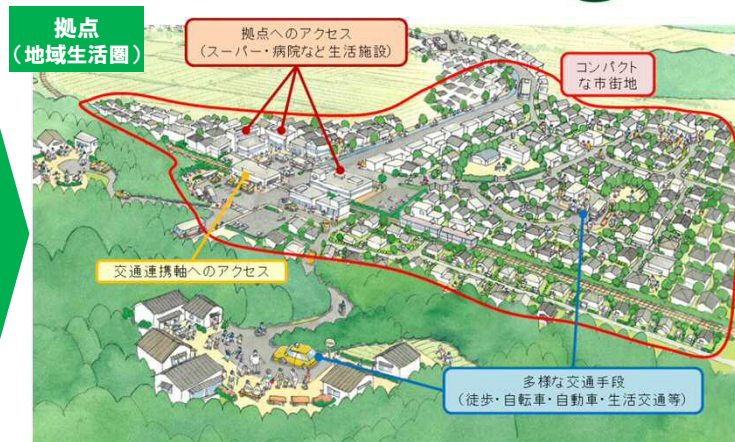 拠点
（地域生活圏）
拠点へのアクセス
（スーパー・病院など生活施設）
コンパクト
な市街地
交通連携軸へのアクセス
多様な交通手段
（徒歩・自転車・自動車・生活交通等）